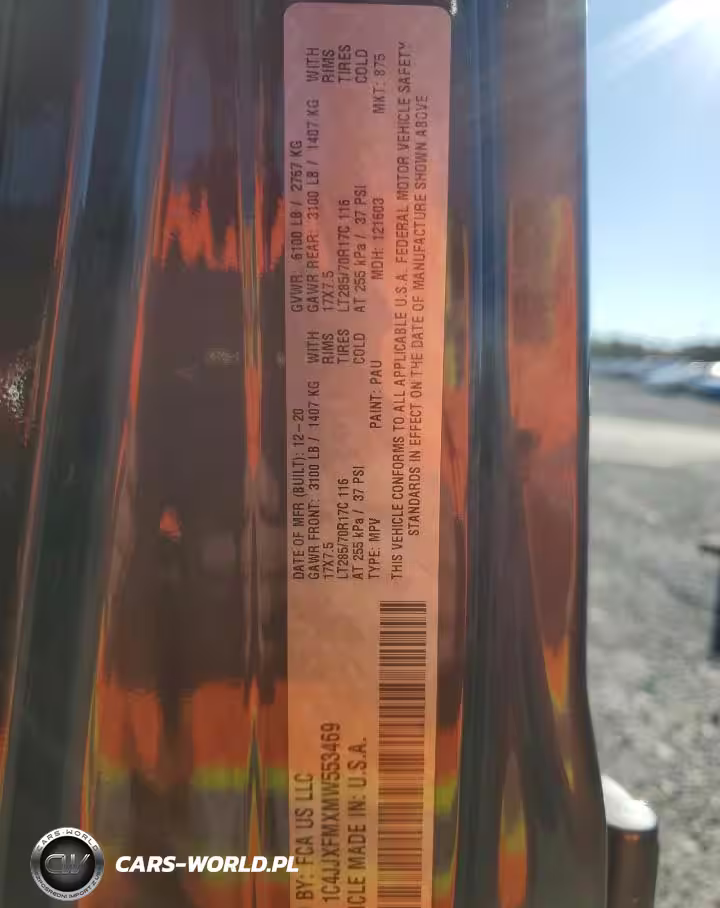 BY: FCA US LLC
1C4JJXFMXMW553469
ICLE MADE IN: U.S.A.
DATE OF MFR (BUILT): 12-20 GVWR: 6100 LB / 2767 KG
GAWR FRONT: 3100 LB / 1407 KG WITH GAWR REAR: 3100 LB / 1407 KG WITH
17X7.5 RIMS 17X7.5 RIMS
LT285/70R17C 116 TIRES LT285/70R17C 116 TIRES
AT 255 kPa / 37 PSI COLD AT 255 kPa / 37 PSI COLD
TYPE: MPV PAINT: PAU MDH: 121603 MKT: 875
THIS VEHICLE CONFORMS TO ALL APPLICABLE U.S.A. FEDERAL MOTOR VEHICLE SAFETY
STANDARDS IN EFFECT ON THE DATE OF MANUFACTURE SHOWN ABOVE
CARS-WORLD
CW
CARS-WORLD.PL